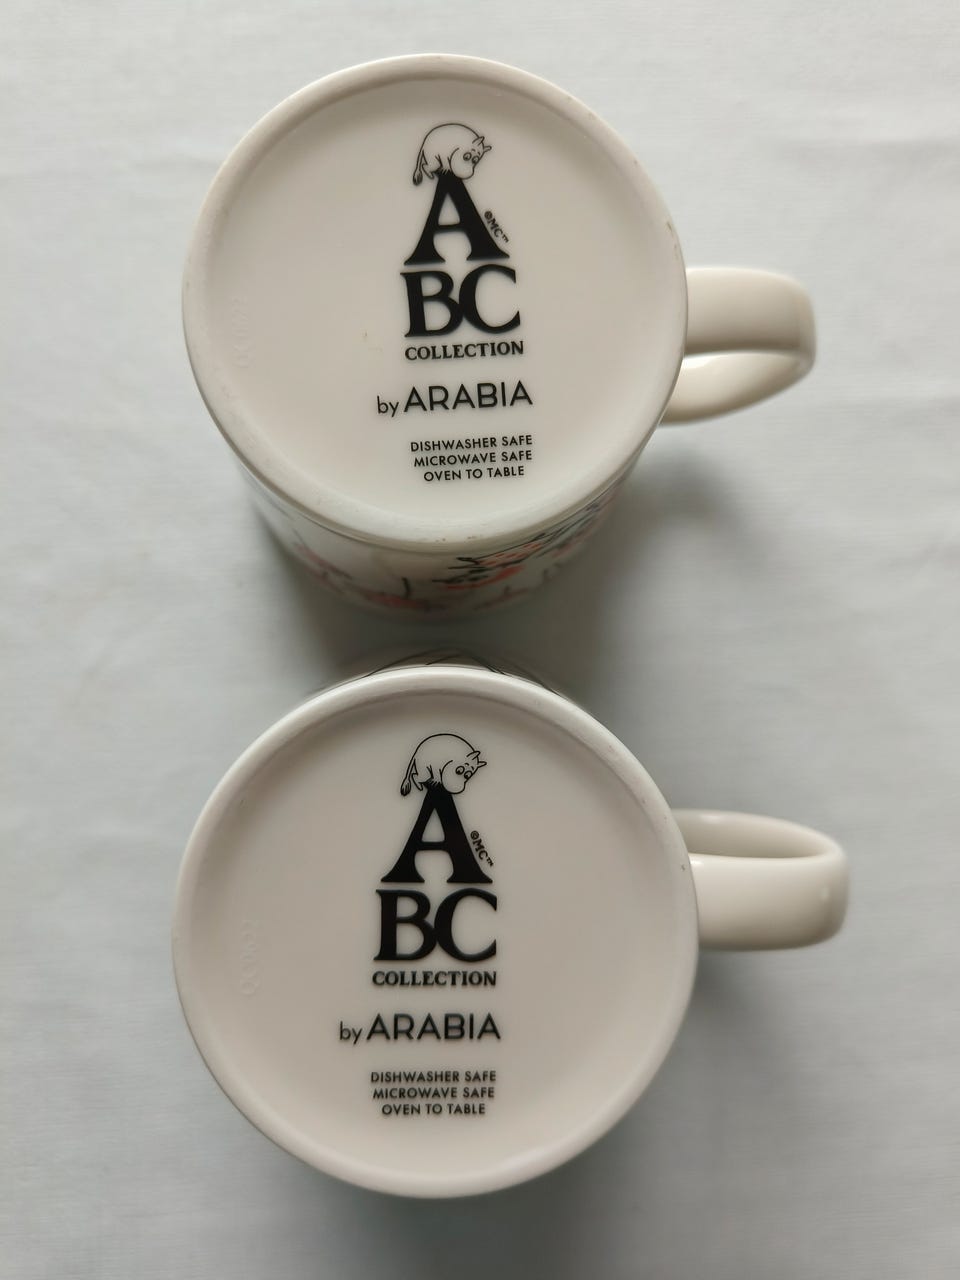 A
©MC™
BC
COLLECTION
by ARABIA
DISHWASHER SAFE
MICROWAVE SAFE
OVEN TO TABLE
A
©MC™
BC
COLLECTION
by ARABIA
DISHWASHER SAFE
MICROWAVE SAFE
OVEN TO TABLE